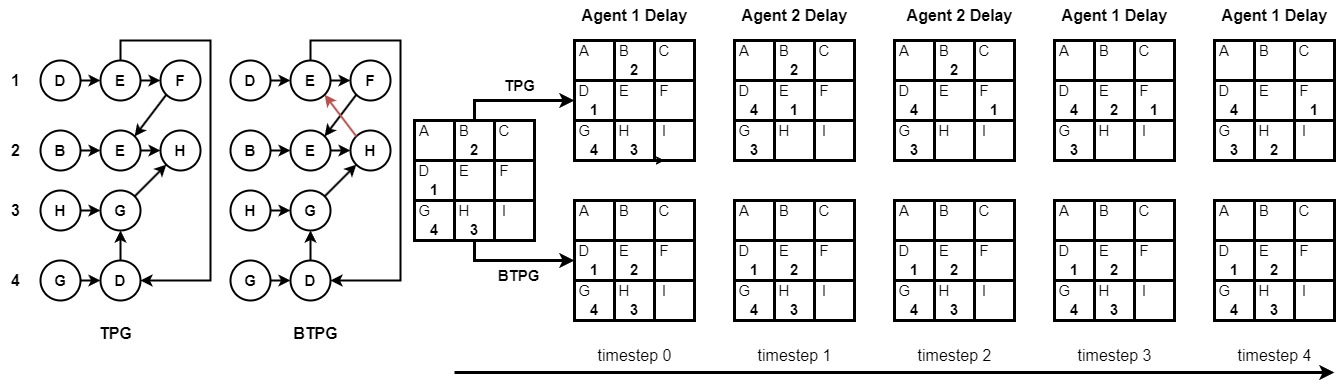 Agent 1 Delay Agent 2 Delay Agent 2 Delay Agent 1 Delay Agent 1 Delay
1 D E F
2 B E H
3 H G
4 G D
TPG
D E F
B E H
H G
G D
BTPG
A B C
2
D E F
1
G H I
4 3
TPG
A B C
2
D E F
1
G H I
4 3
A B C
2
D E F
4 1
G H I
3
A B C
2
D E F
4 1
G H I
3
A B C
D E F
4 2 1
G H I
3
A B C
D E F
4 1
G H I
3 2
BTPG
A B C
D E F
1 2
G H I
4 3
A B C
D E F
1 2
G H I
4 3
A B C
D E F
1 2
G H I
4 3
A B C
D E F
1 2
G H I
4 3
A B C
D E F
1 2
G H I
4 3
timestep 0 timestep 1 timestep 2 timestep 3 timestep 4